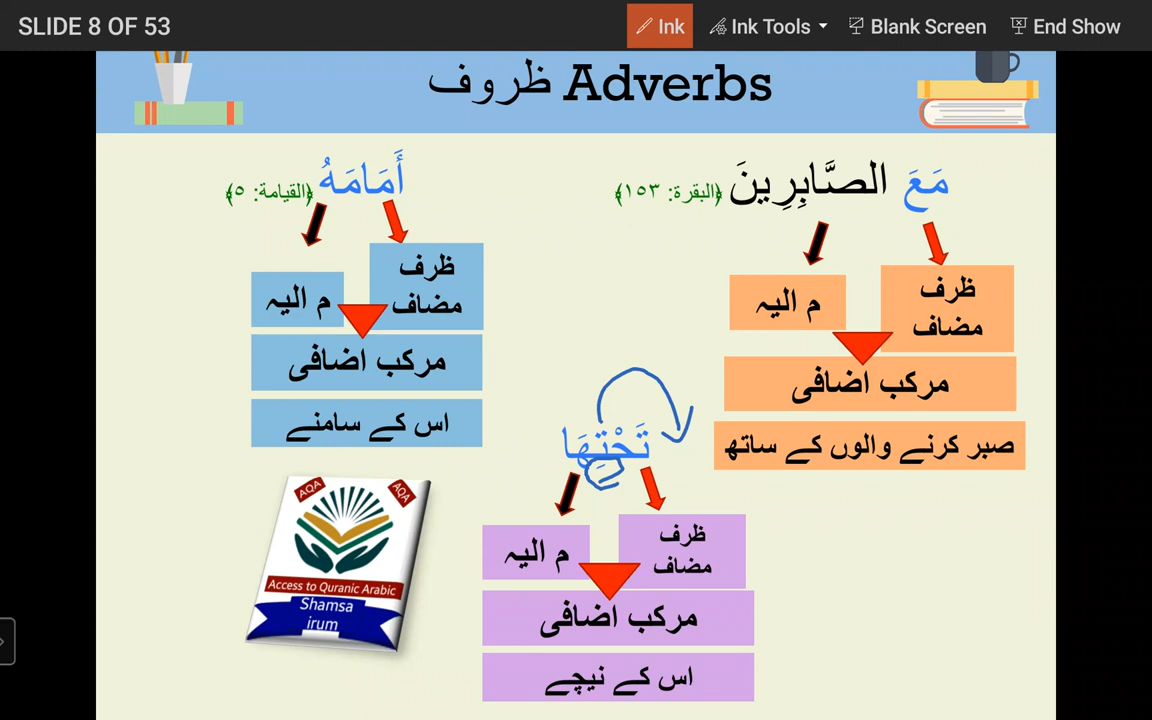 SLIDE 8 OF 53
Ink
Ink Tools
Blank Screen
End Show
ظروف Adverbs
مَعَ الصَّابِرِينَ ﴿البقرة: ١٥٣﴾
ظرف
مضاف
م الیہ
مرکب اضافی
صبر کرنے والوں کے ساتھ
أَمَامَهُ ﴿القيامة: ٥﴾
ظرف
مضاف
م الیہ
مرکب اضافی
اس کے سامنے
تَحْتِهَا
ظرف
مضاف
م الیہ
مرکب اضافی
اس کے نیچے
AQA
AQA
Access to Quranic Arabic
Shamsa
irum